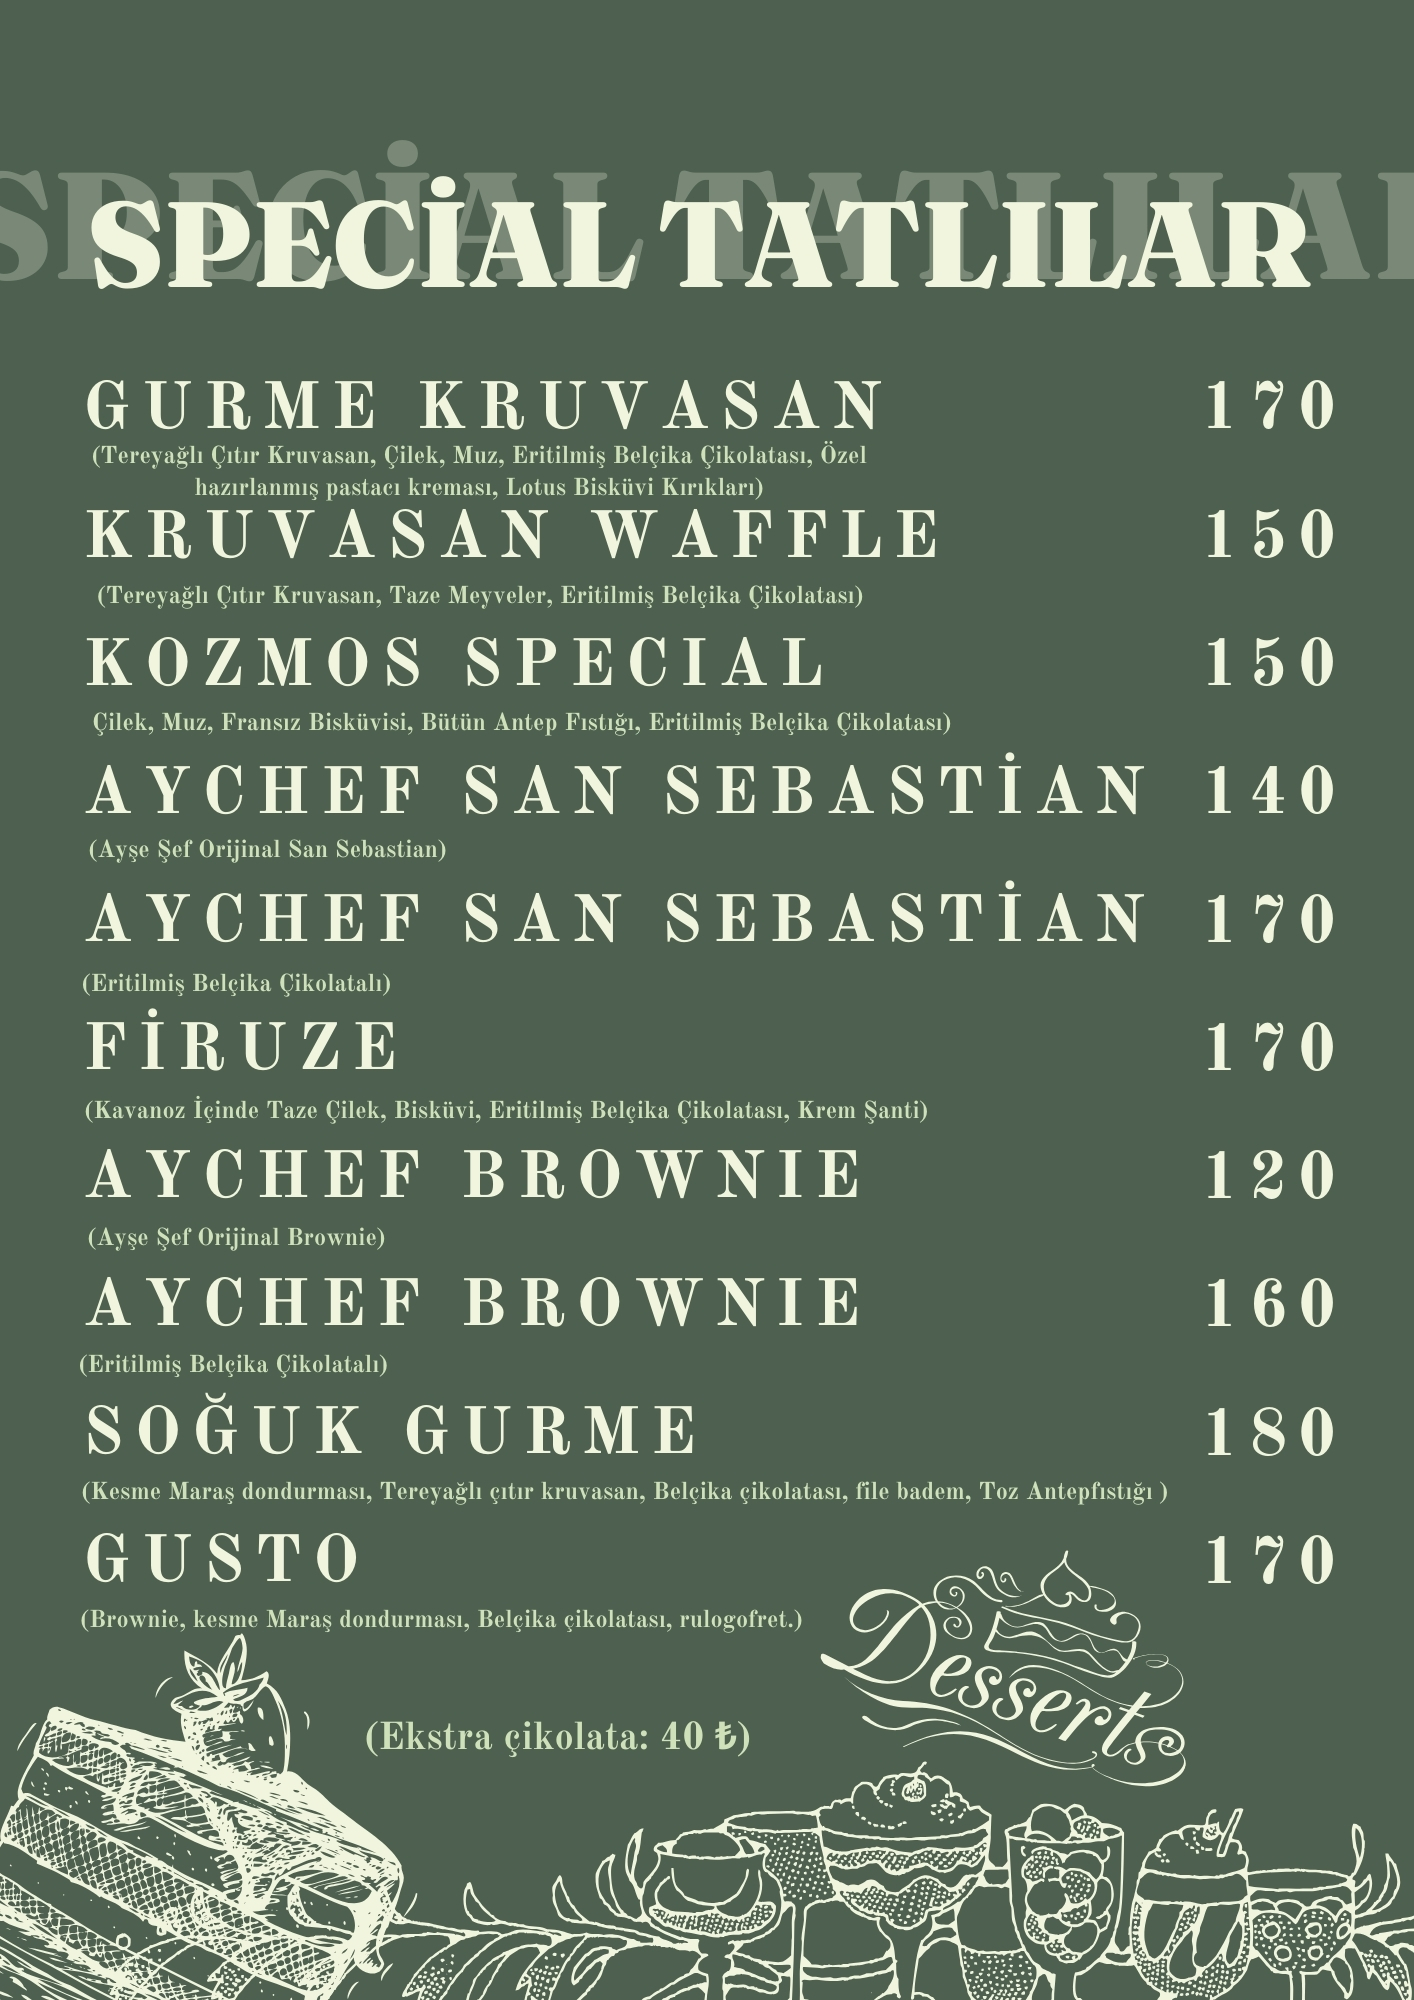 SPECİAL TATLILAR
SPECİAL TATLILAR
GURME KRUVASAN 170
(Tereyağlı Çıtır Kruvasan, Çilek, Muz, Eritilmiş Belçika Çikolatası, Özel
hazırlanmış pastacı kreması, Lotus Bisküvi Kırıkları)
KRUVASAN WAFFLE 150
(Tereyağlı Çıtır Kruvasan, Taze Meyveler, Eritilmiş Belçika Çikolatası)
KOZMOS SPECIAL 150
Çilek, Muz, Fransız Bisküvisi, Bütün Antep Fıstığı, Eritilmiş Belçika Çikolatası)
AYCHEF SAN SEBASTİAN 140
(Ayşe Şef Orijinal San Sebastian)
AYCHEF SAN SEBASTİAN 170
(Eritilmiş Belçika Çikolatalı)
FİRUZE 170
(Kavanoz İçinde Taze Çilek, Bisküvi, Eritilmiş Belçika Çikolatası, Krem Şanti)
AYCHEF BROWNIE 120
(Ayşe Şef Orijinal Brownie)
AYCHEF BROWNIE 160
(Eritilmiş Belçika Çikolatalı)
SOĞUK GURME 180
(Kesme Maraş dondurması, Tereyağlı çıtır kruvasan, Belçika çikolatası, file badem, Toz Antepfıstığı )
GUSTO 170
(Brownie, kesme Maraş dondurması, Belçika çikolatası, rulogofret.)
Desserts
(Ekstra çikolata: 40 ₺)